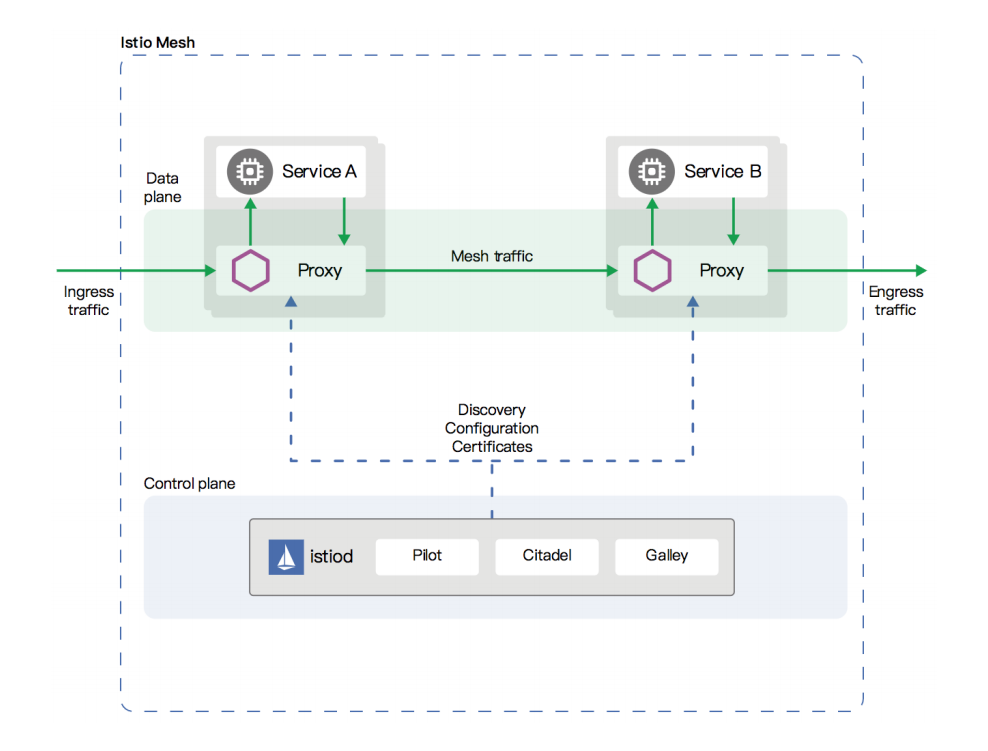 Istio Mesh
Service A
Service B
Data
plane
Mesh traffic
Proxy
Proxy
Ingress
traffic
Engress
traffic
Discovery
Configuration
Certificates
Control plane
istiod
Pilot
Citadel
Galley